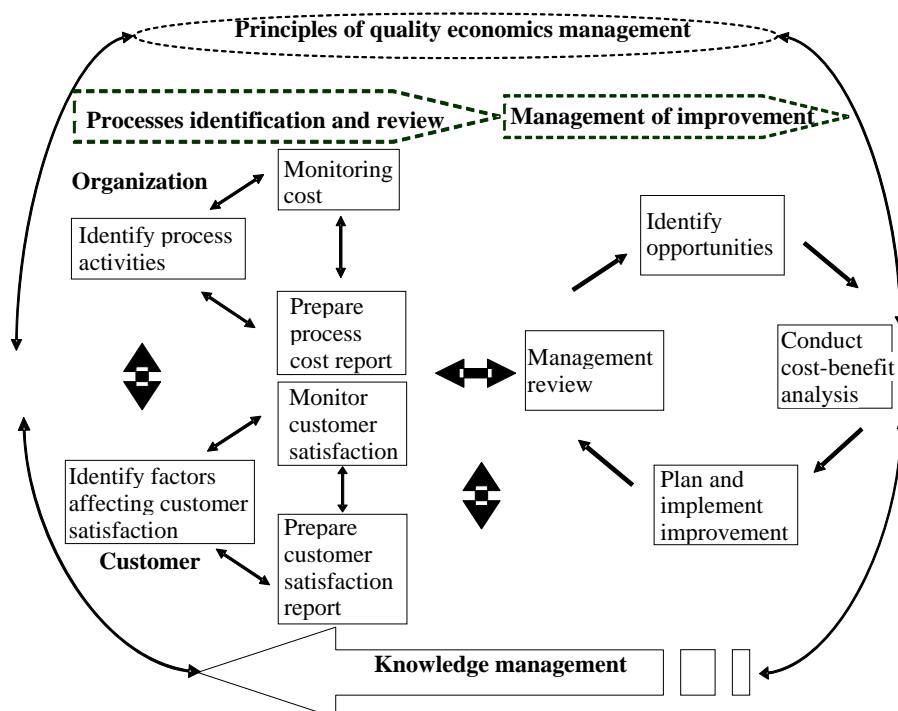 Principles of quality economics management
Processes identification and review
Management of improvement
Organization
Monitoring
cost
Identify process
activities
Prepare
process
cost report
Monitor
customer
satisfaction
Identify factors
affecting customer
satisfaction
Customer
Prepare
customer
satisfaction
report
Identify
opportunities
Management
review
Conduct
cost-benefit
analysis
Plan and
implement
improvement
Knowledge management